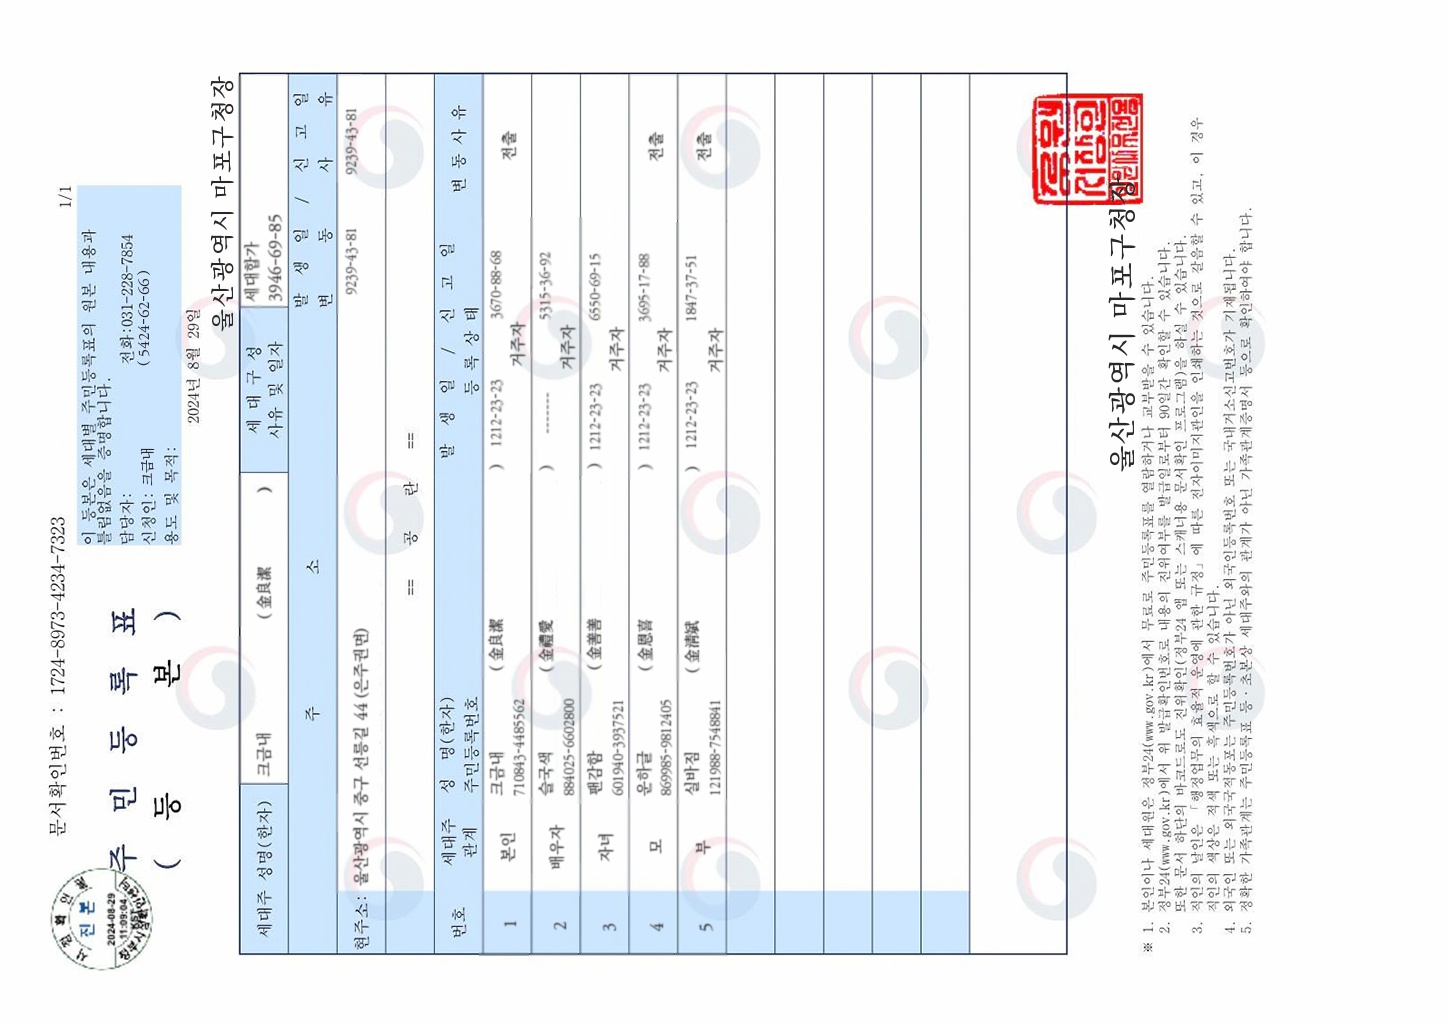 문서확인번호 : 1724-8973-4234-7323
1/1
주 민 등 록 표
( 등 본 )
이 등본은 세대별 주민등록표의 원본 내용과
틀림없음을 증명합니다.
담당자: 전화:031-228-7854
신청인: 크금내 (5424-62-66)
용도 및 목적:
2024년 8월 29일
진본
2024-08-29
11:09:04
울산광역시 마포구청장
세대주 성명(한자) 크금내 ( 金良潔 ) 세 대 구 성 사유 및 일자 세대합가 3946-69-85
주 소 발 생 일 / 신 고 일
변 동 사 유
현주소: 울산광역시 중구 선릉길 44 (은주권면) 9239-43-81 9239-43-81
== 공 란 ==
번호 세대주 관계 성 명(한자) 주민등록번호 발 생 일 / 신 고 일 등 록 상 태 변 동 사 유
1 본인 크금내 ( 金良潔 ) 1212-23-23 3670-88-68 전출
710843-4485562 거주자
2 배우자 슬국색 ( 金禮愛 ) ------- 5315-36-92
884025-6602800 거주자
3 자녀 팬감함 ( 金善善 ) 1212-23-23 6550-69-15
601940-3937521 거주자
4 모 운하글 ( 金恩喜 ) 1212-23-23 3695-17-88 전출
869985-9812405 거주자
5 부 실바짐 ( 金清斌 ) 1212-23-23 1847-37-51 전출
121988-7548841 거주자
울산광역시 마포구청장
※ 1. 본인이나 세대원은 정부24(www.gov.kr)에서 무료로 주민등록표를 열람하거나 교부받을 수 있습니다.
2. 정부24(www.gov.kr)에서 위 발급확인번호로 내용의 진위여부를 발급일로부터 90일간 확인할 수 있습니다.
또한 문서 하단의 바코드로도 진위확인(정부24 앱 또는 스캐너용 문서확인 프로그램)을 하실 수 있습니다.
3. 직인의 날인은 「행정업무의 효율적 운영에 관한 규정」에 따른 전자이미지관인을 인쇄하는 것으로 갈음할 수 있고, 이 경우
직인의 색상은 적색 또는 흑색으로 할 수 있습니다.
4. 외국인 또는 외국국적동포는 주민등록번호가 아닌 외국인등록번호 또는 국내거소신고번호가 기재됩니다.
5. 정확한 가족관계는 주민등록표 등·초본상 세대주와의 관계가 아닌 가족관계증명서 등으로 확인하여야 합니다.